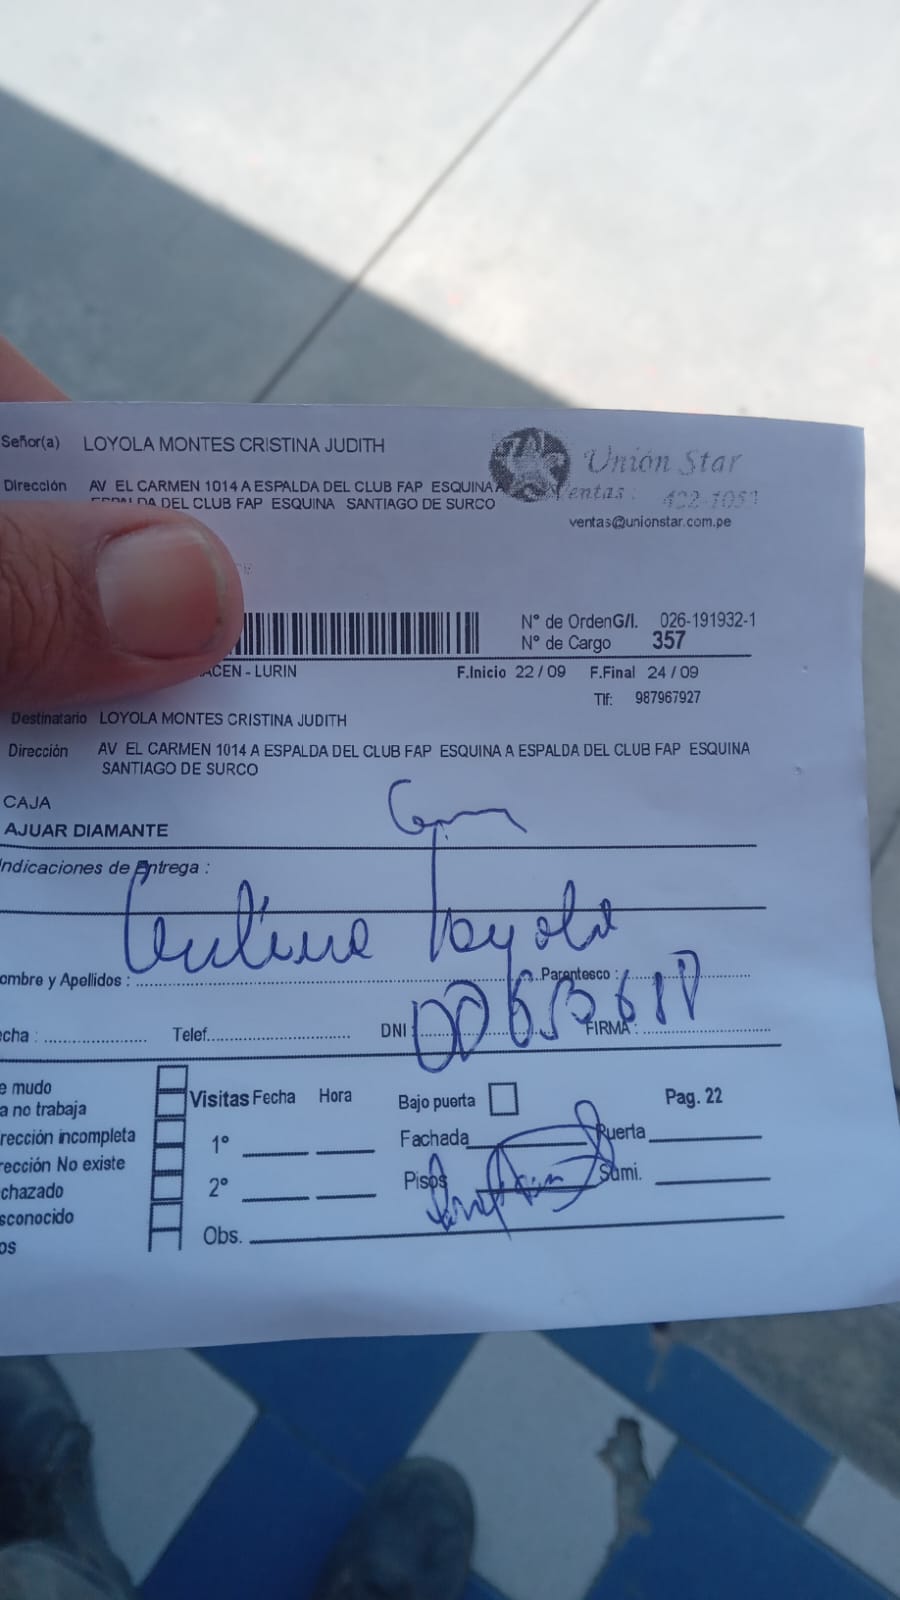 Señor(a) LOYOLA MONTES CRISTINA JUDITH
Unión Star
Dirección AV EL CARMEN 1014 A ESPALDA DEL CLUB FAP ESQUINA A
DEL CLUB FAP ESQUINA SANTIAGO DE SURCO
Ventas : 422-1053
ventas@unionstar.com.pe
N° de OrdenG/I. 026-191932-1
N° de Cargo 357
ACEN - LURIN F.Inicio 22 / 09 F.Final 24 / 09
Tlf: 987967927
Destinatario LOYOLA MONTES CRISTINA JUDITH
Dirección AV EL CARMEN 1014 A ESPALDA DEL CLUB FAP ESQUINA A ESPALDA DEL CLUB FAP ESQUINA
SANTIAGO DE SURCO
CAJA
AJUAR DIAMANTE
Indicaciones de Entrega :
Loyola
ombre y Apellidos : Parentesco :
echa : Telef. DNI : FIRMA :
e mudo
a no trabaja
rección incompleta
rección No existe
chazado
sconocido
os
Visitas Fecha Hora Bajo puerta Pag. 22
1° Fachada Puerta
2° Pisos Sumi.
Obs.